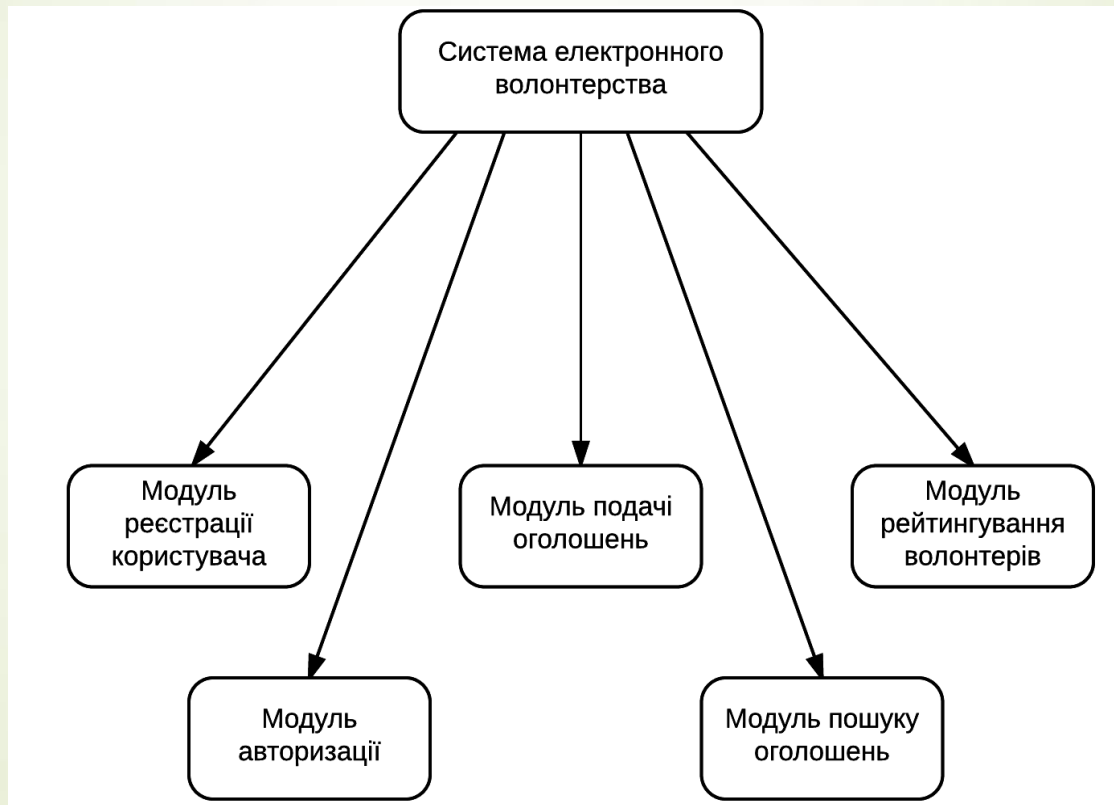 Система електронного
волонтерства
Модуль
реєстрації
користувача
Модуль подачі
оголошень
Модуль
рейтингування
волонтерів
Модуль
авторизації
Модуль пошуку
оголошень